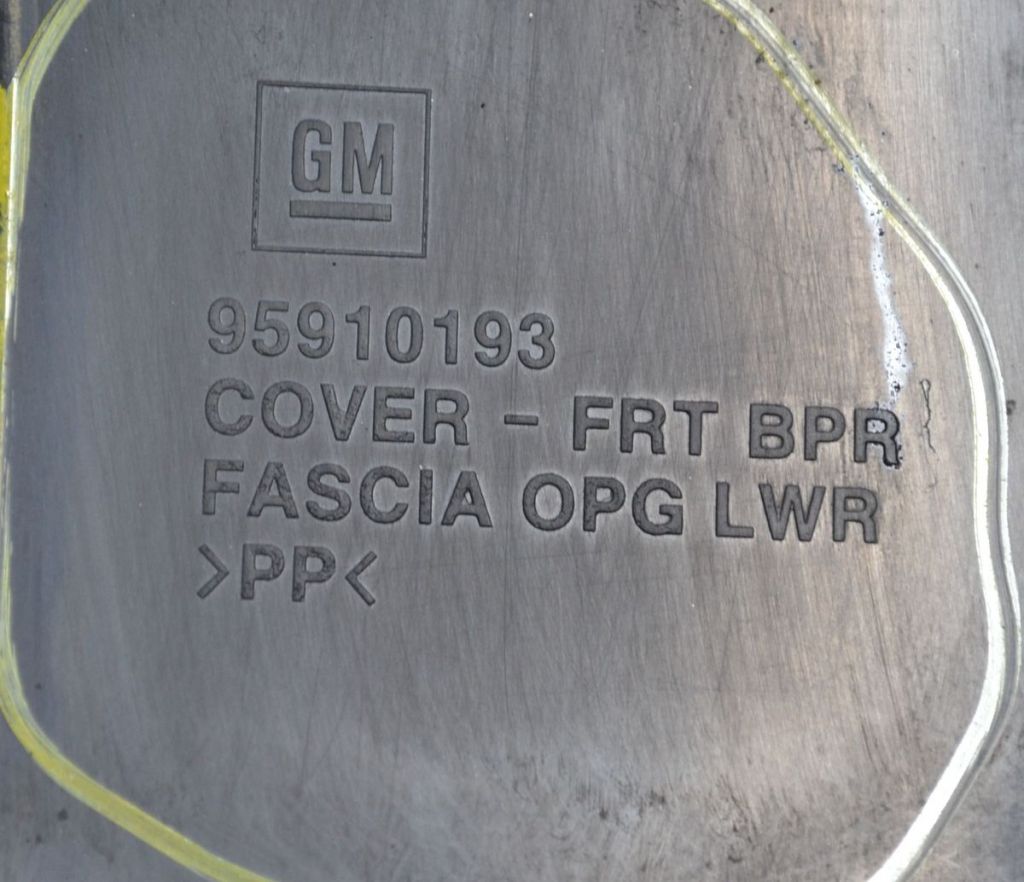 GM
95910193
COVER - FRT BPR
FASCIA OPG LWR
>PP<